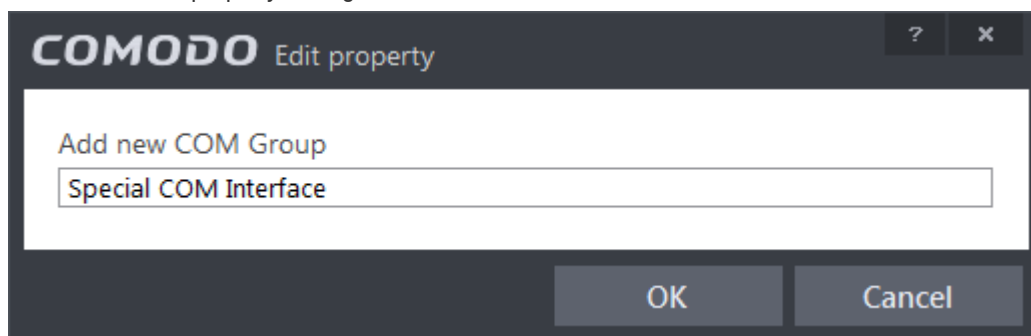 COMODO Edit property
? ×
Add new COM Group
Special COM Interface
OK Cancel